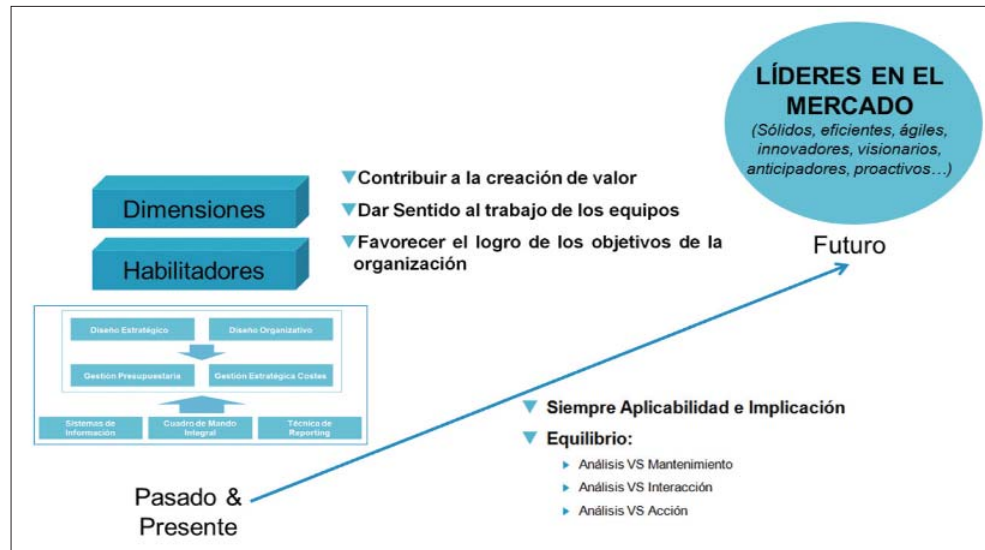 LÍDERES EN EL
MERCADO
(Sólidos, eficientes, ágiles,
innovadores, visionarios,
anticipadores, proactivos...)
Futuro
Dimensiones
Habilitadores
Contribuir a la creación de valor
Dar Sentido al trabajo de los equipos
Favorecer el logro de los objetivos de la
organización
Diseño Estratégico
Diseño Organizativo
Gestión Presupuestaria
Gestión Estratégica Costes
Sistemas de
Información
Cuadro de Mando
Integral
Técnica de
Reporting
Siempre Aplicabilidad e Implicación
Equilibrio:
Análisis VS Mantenimiento
Análisis VS Interacción
Análisis VS Acción
Pasado &
Presente